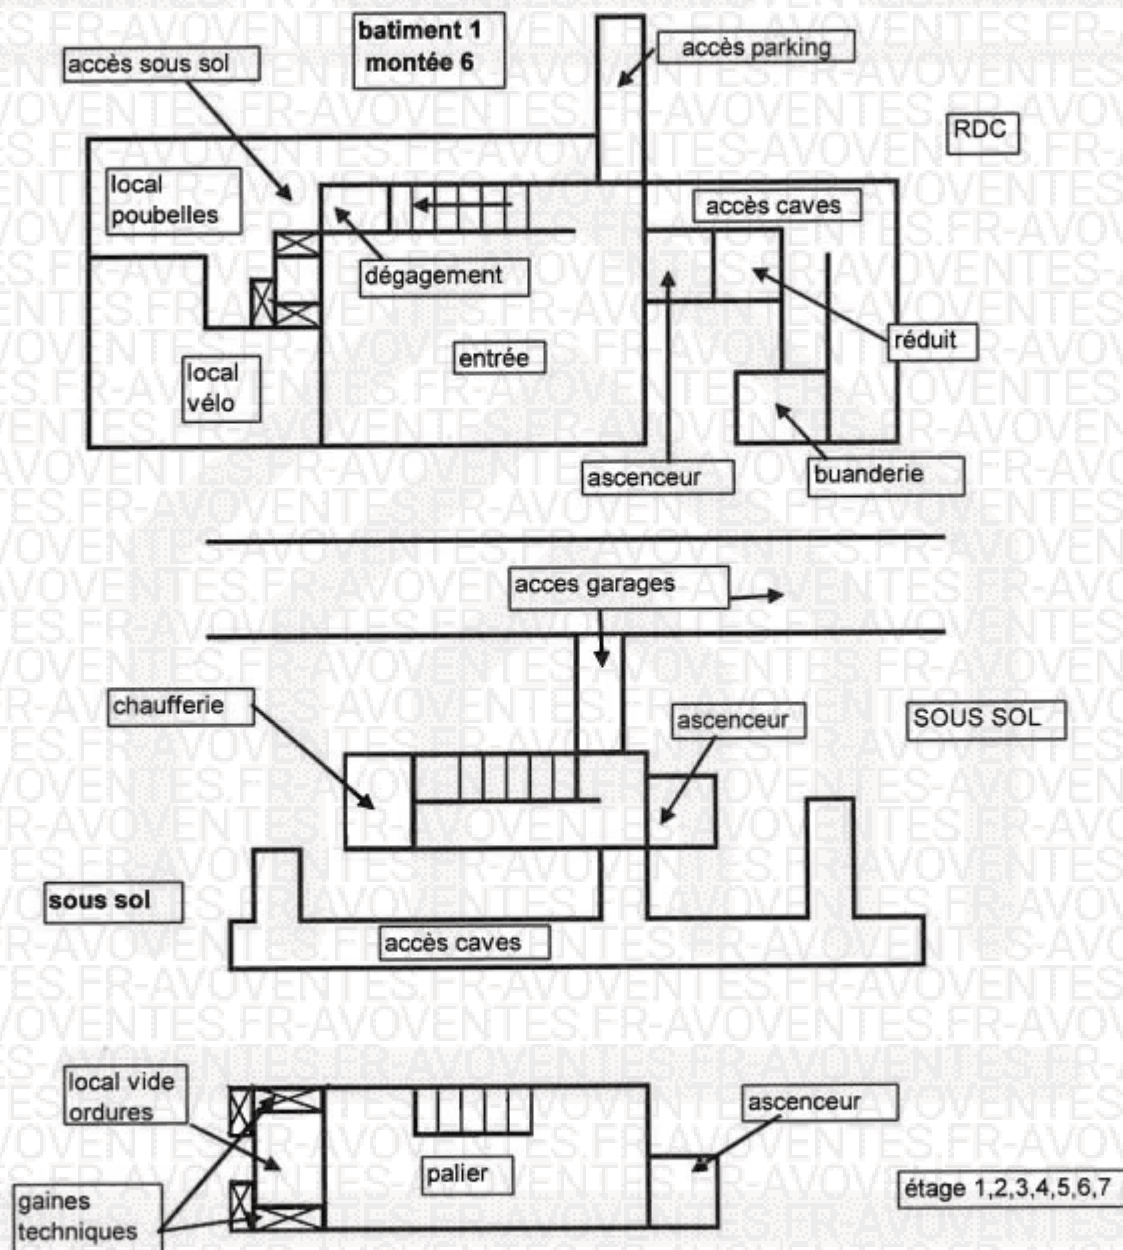 batiment 1
montée 6
accès parking
accès sous sol
RDC
local
poubelles
accès caves
dégagement
réduit
entrée
local
vélo
ascenceur
buanderie
acces garages
chaufferie
ascenceur
SOUS SOL
sous sol
accès caves
local vide
ordures
ascenceur
palier
étage 1,2,3,4,5,6,7
gaines
techniques
AVOVENTES.FR